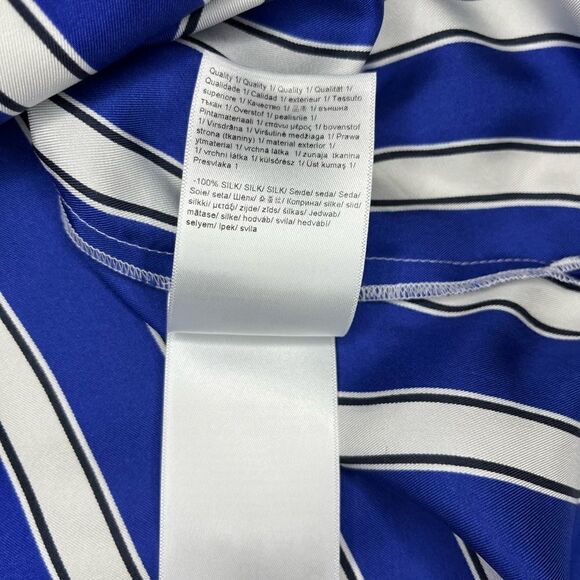 Quality 1/ Quality 1/ Quality 1/ Qualität 1/
Qualidade 1/ Calidad 1/ exterieur 1/ Tessuto
superiore 1/ Качество 1/ 品质 1/ външна
тъкан 1/ Overstof 1/ pealisriie 1/
Pintamateriaali 1/ επάνω μέρος 1/ bovenstof
1/ Virsdrāna 1/ Viršutinė medžiaga 1/ Prawa
strona (tkaniny) 1/ material exterior 1/
ytmaterial 1/ vrchná látka 1/ zunaja tkanina
1/ vrchní látka 1/ külsőrész 1/ Üst kumaş 1/
Presvlaka 1
-100% SILK/ SILK/ SILK/ Seide/ seda/ Seda/
Soie/ seta/ Шёлк/ 桑蚕丝/ Коприна/ silke/ siid/
silkki/ μετάξι/ zijde/ zīds/ šilkas/ Jedwab/
mătase/ silke/ hodváb/ svila/ hedvábí/
selyem/ ipek/ svila